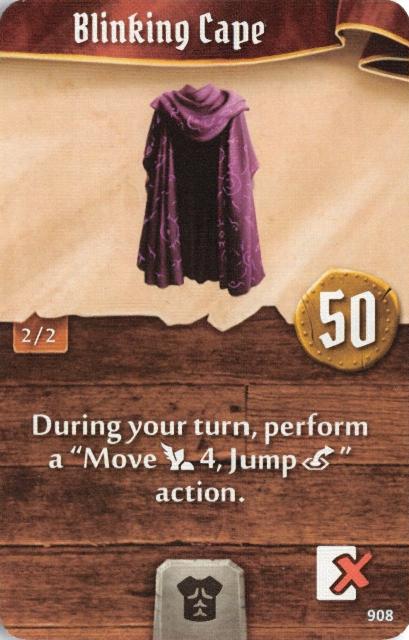 Blinking Cape
50
2/2
During your turn, perform
a “Move 4, Jump ”
action.
908